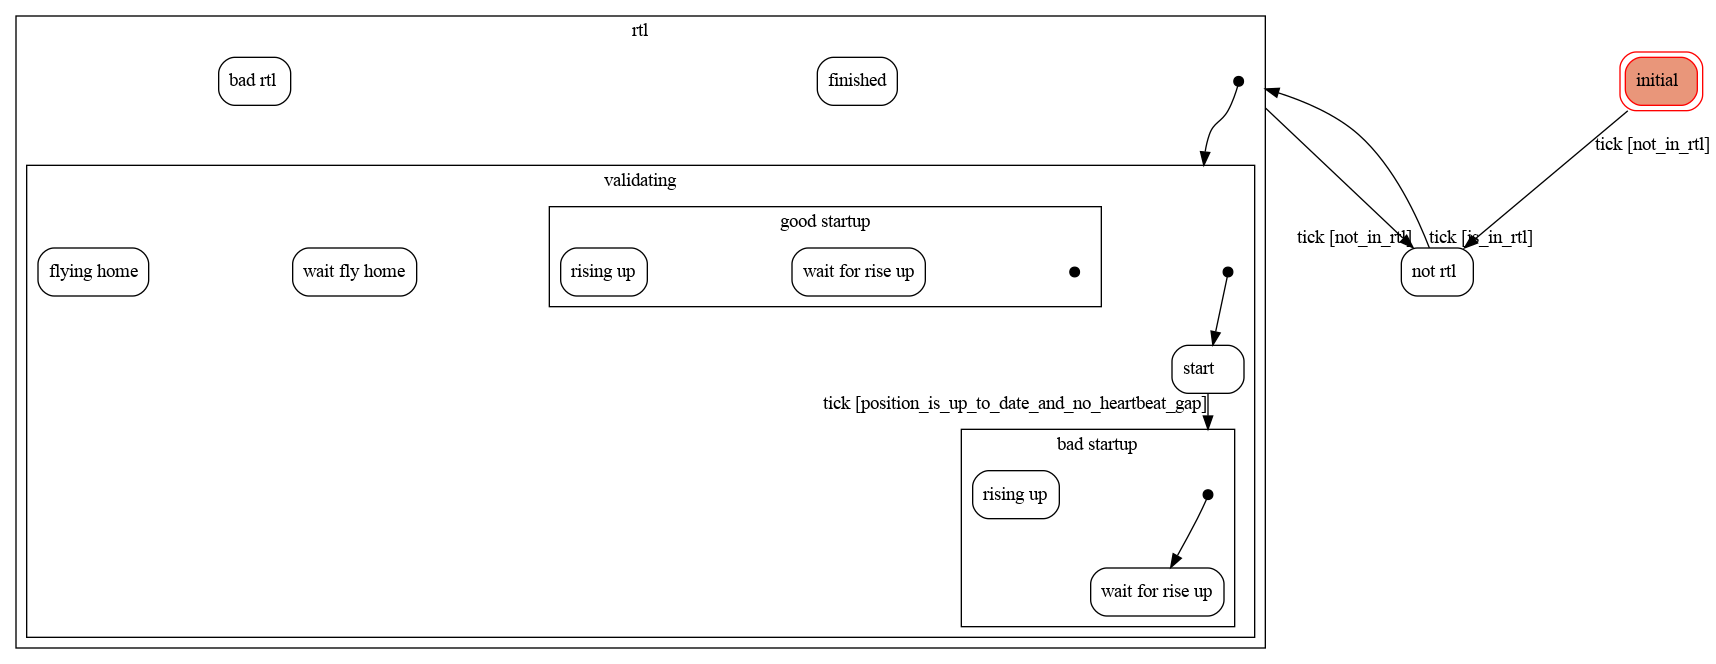 rtl
bad rtl
finished
initial
tick [not_in_rtl]
validating
good startup
tick [not_in_rtl]
tick [is_in_rtl]
flying home
wait fly home
rising up
wait for rise up
not rtl
start
tick [position_is_up_to_date_and_no_heartbeat_gap]
bad startup
rising up
wait for rise up